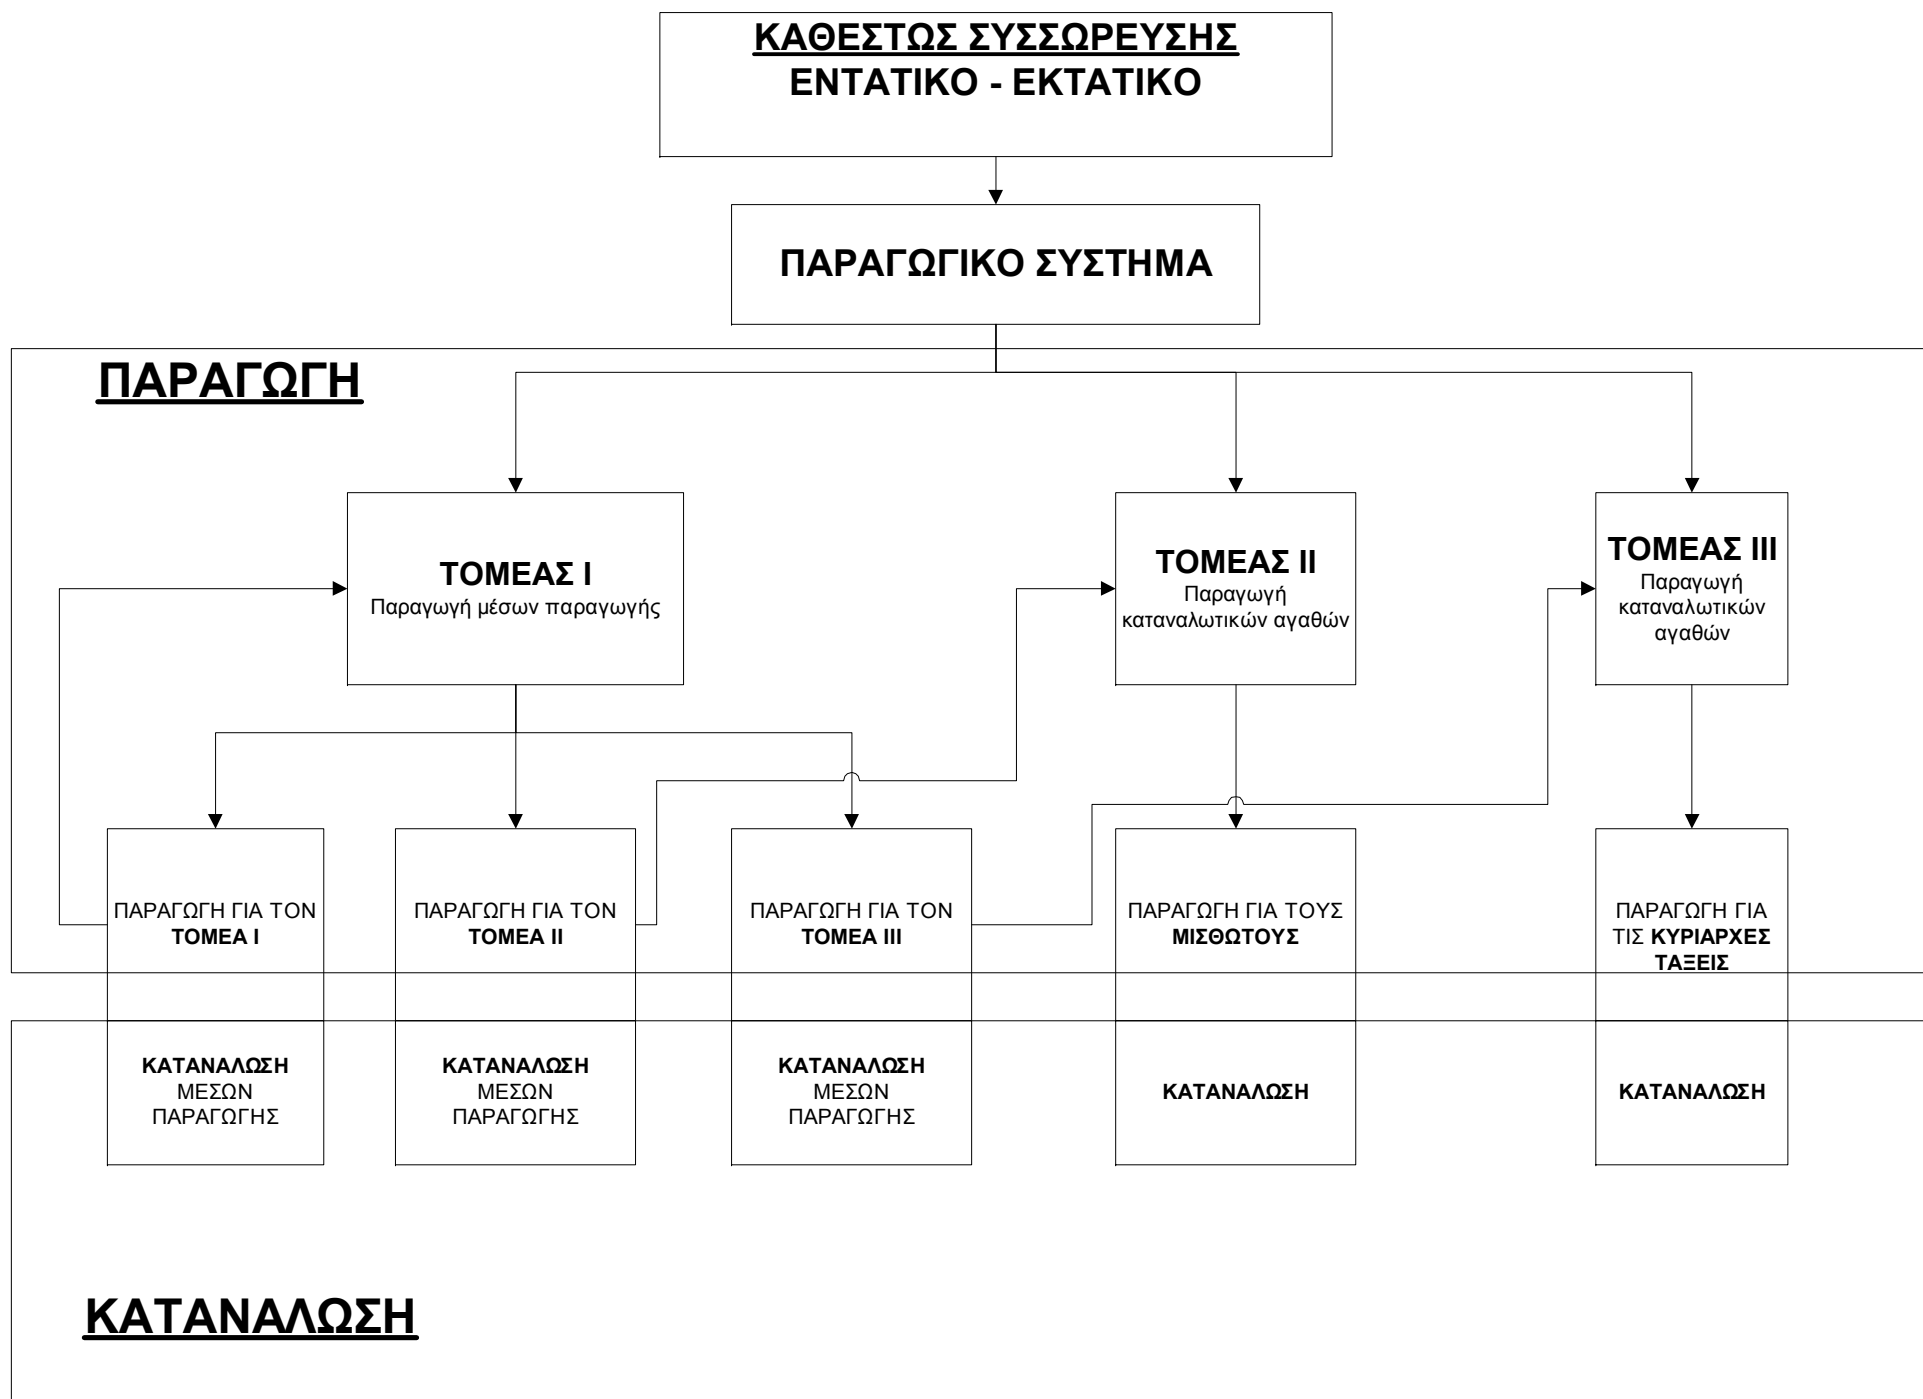 ΚΑΘΕΣΤΩΣ ΣΥΣΣΩΡΕΥΣΗΣ
ΕΝΤΑΤΙΚΟ - ΕΚΤΑΤΙΚΟ
ΠΑΡΑΓΩΓΙΚΟ ΣΥΣΤΗΜΑ
ΠΑΡΑΓΩΓΗ
ΤΟΜΕΑΣ Ι
Παραγωγή μέσων παραγωγής
ΤΟΜΕΑΣ ΙΙ
Παραγωγή
καταναλωτικών αγαθών
ΤΟΜΕΑΣ ΙΙΙ
Παραγωγή
καταναλωτικών
αγαθών
ΠΑΡΑΓΩΓΗ ΓΙΑ ΤΟΝ
ΤΟΜΕΑ Ι
ΠΑΡΑΓΩΓΗ ΓΙΑ ΤΟΝ
ΤΟΜΕΑ ΙΙ
ΠΑΡΑΓΩΓΗ ΓΙΑ ΤΟΝ
ΤΟΜΕΑ ΙΙΙ
ΠΑΡΑΓΩΓΗ ΓΙΑ ΤΟΥΣ
ΜΙΣΘΩΤΟΥΣ
ΠΑΡΑΓΩΓΗ ΓΙΑ
ΤΙΣ ΚΥΡΙΑΡΧΕΣ
ΤΑΞΕΙΣ
ΚΑΤΑΝΑΛΩΣΗ
ΜΕΣΩΝ
ΠΑΡΑΓΩΓΗΣ
ΚΑΤΑΝΑΛΩΣΗ
ΜΕΣΩΝ
ΠΑΡΑΓΩΓΗΣ
ΚΑΤΑΝΑΛΩΣΗ
ΜΕΣΩΝ
ΠΑΡΑΓΩΓΗΣ
ΚΑΤΑΝΑΛΩΣΗ
ΚΑΤΑΝΑΛΩΣΗ
ΚΑΤΑΝΑΛΩΣΗ